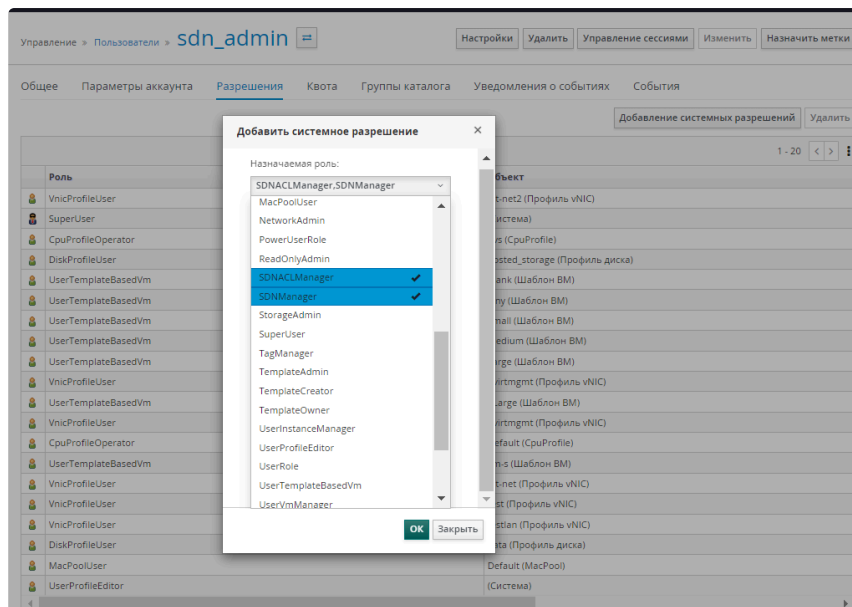 Управление » Пользователи » sdn_admin
Настройки Удалить Управление сессиями Изменить Назначить метки
Общее Параметры аккаунта Разрешения Квота Группы каталога Уведомления о событиях События
Добавление системных разрешений Удалить
1 - 20
Роль
VnicProfileUser (Профиль vNIC)
SuperUser
CpuProfileOperator (CpuProfile)
DiskProfileUser (Профиль диска)
UserTemplateBasedVm (Шаблон ВМ)
UserTemplateBasedVm (Шаблон ВМ)
UserTemplateBasedVm (Шаблон ВМ)
UserTemplateBasedVm (Шаблон ВМ)
UserTemplateBasedVm (Шаблон ВМ)
VnicProfileUser (Профиль vNIC)
UserTemplateBasedVm (Шаблон ВМ)
VnicProfileUser (Профиль vNIC)
CpuProfileOperator (CpuProfile)
UserTemplateBasedVm (Шаблон ВМ)
VnicProfileUser (Профиль vNIC)
VnicProfileUser (Профиль vNIC)
VnicProfileUser (Профиль vNIC)
DiskProfileUser (Профиль диска)
MacPoolUser Default (MacPool)
UserProfileEditor (Система)
Добавить системное разрешение
Назначаемая роль:
SDNACLManager,SDNManager
MacPoolUser
NetworkAdmin
PowerUserRole
ReadOnlyAdmin
SDNACLManager
SDNManager
StorageAdmin
SuperUser
TagManager
TemplateAdmin
TemplateCreator
TemplateOwner
UserInstanceManager
UserProfileEditor
UserRole
UserTemplateBasedVm
UserVmManager
ОК Закрыть